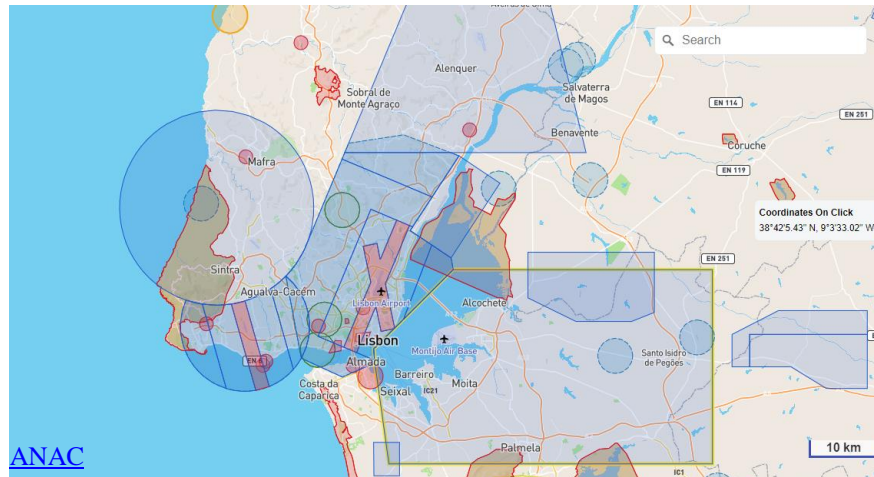 Search
Alenquer
Sobral de
Monte Agraço
Salvaterra
de Magos
EN 114
EN 251
Benavente
Coruche
Mafra
EN 119
Coordinates On Click
38°42'5.43" N, 9°3'33.02" W
Sintra
EN 251
Agualva-Cacém
Lisbon Airport
Alcochete
Lisbon
Montijo Air Base
Santo Isidro
de Pegões
EN 6
Almada
Barreiro
Moita
Costa da
Caparica
Seixal
IC21
Palmela
10 km
ANAC
IC1